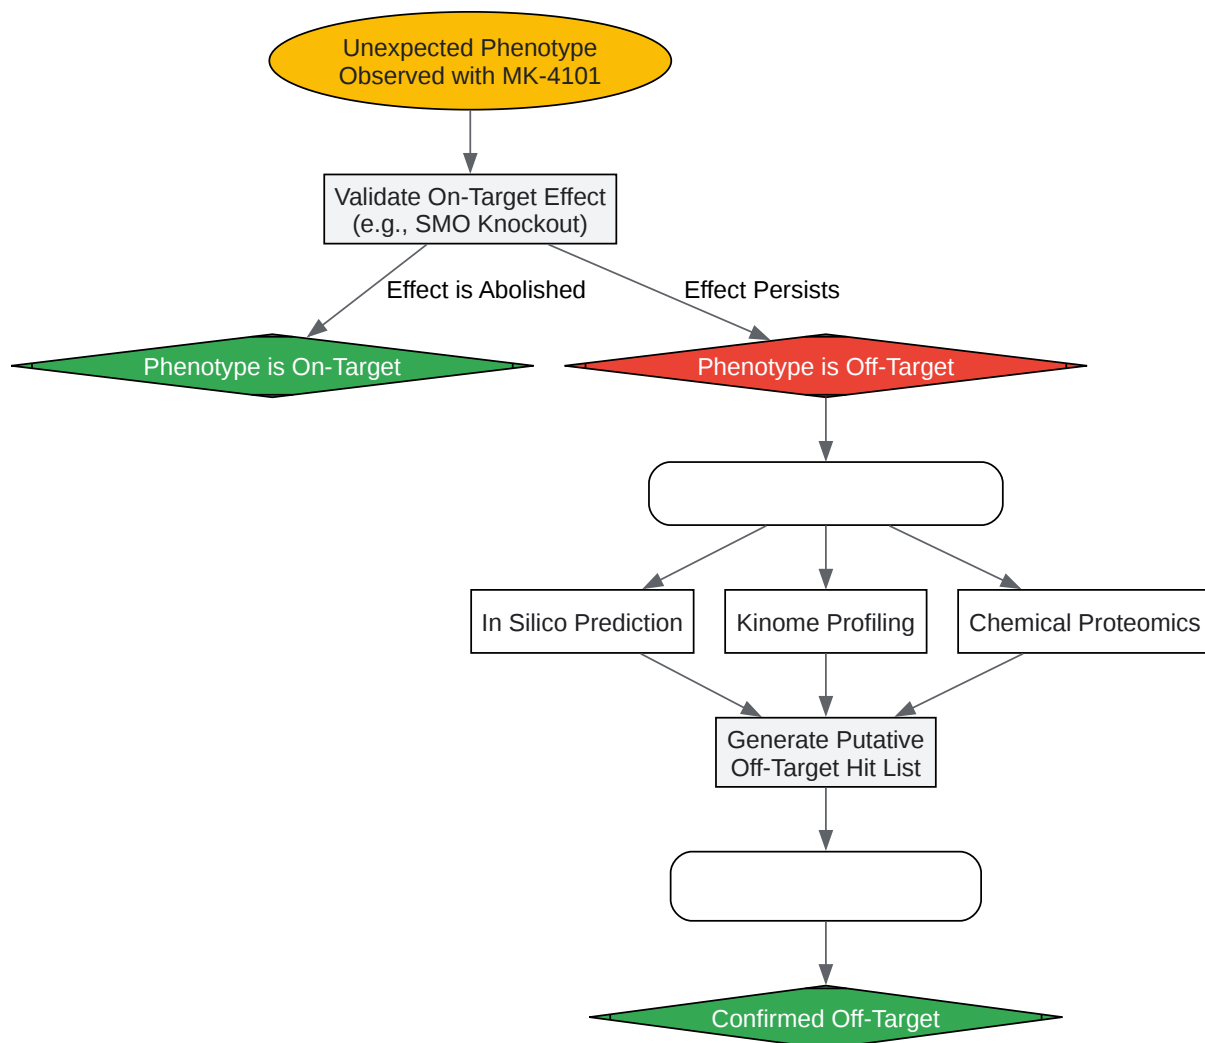 Unexpected Phenotype
Observed with MK-4101
Validate On-Target Effect
(e.g., SMO Knockout)
Effect is Abolished
Effect Persists
Phenotype is On-Target
Phenotype is Off-Target
In Silico Prediction
Kinome Profiling
Chemical Proteomics
Generate Putative
Off-Target Hit List
Confirmed Off-Target